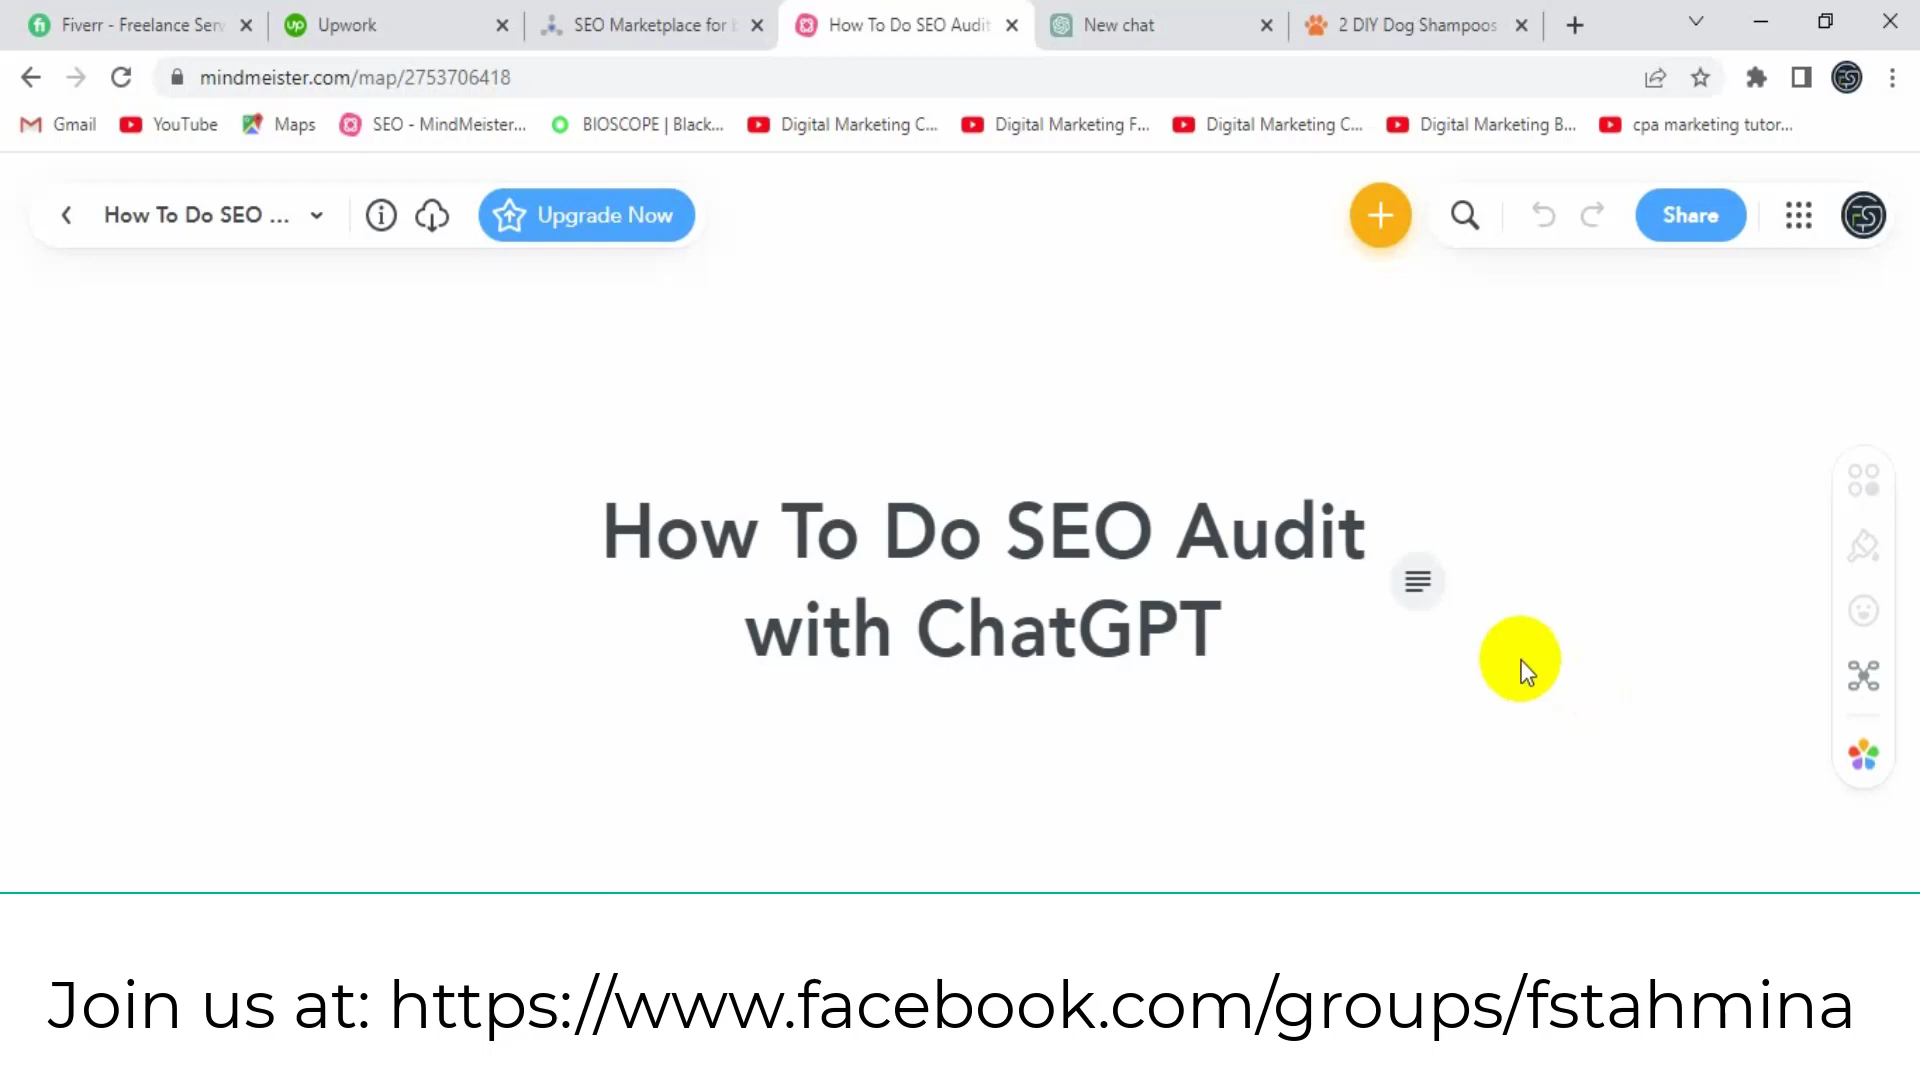 Fiverr - Freelance Serv
Upwork
SEO Marketplace for b
How To Do SEO Audit
New chat
2 DIY Dog Shampoos
mindmeister.com/map/2753706418
Gmail
YouTube
Maps
SEO - MindMeister...
BIOSCOPE | Black...
Digital Marketing C...
Digital Marketing F...
Digital Marketing C...
Digital Marketing B...
cpa marketing tutor...
How To Do SEO ...
Upgrade Now
Share
How To Do SEO Audit
with ChatGPT
Join us at: https://www.facebook.com/groups/fstahmina